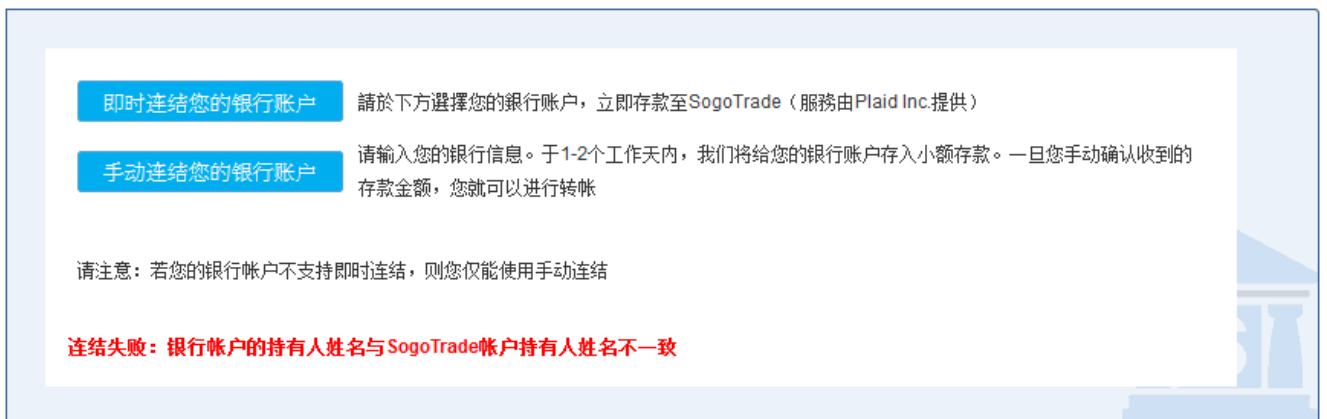 即时连结您的银行账户
請於下方選擇您的銀行账户，立即存款至SogoTrade（服務由Plaid Inc.提供）
手动连结您的银行账户
请输入您的银行信息。于1-2个工作天内，我们将给您的银行账户存入小额存款。一旦您手动确认收到的
存款金额，您就可以进行转帐
请注意：若您的银行帐户不支持即时连结，则您仅能使用手动连结
连结失败：银行帐户的持有人姓名与SogoTrade帐户持有人姓名不一致